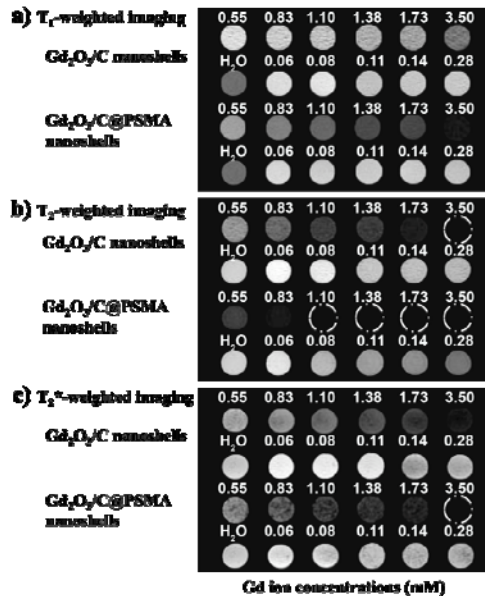 a) T₁-weighted imaging
0.55 0.83 1.10 1.38 1.73 3.50
Gd₂O₃/C nanoshells
H₂O 0.06 0.08 0.11 0.14 0.28
0.55 0.83 1.10 1.38 1.73 3.50
Gd₂O₃/C@PSMA
nanoshells
H₂O 0.06 0.08 0.11 0.14 0.28
b) T₂-weighted imaging
0.55 0.83 1.10 1.38 1.73 3.50
Gd₂O₃/C nanoshells
H₂O 0.06 0.08 0.11 0.14 0.28
0.55 0.83 1.10 1.38 1.73 3.50
Gd₂O₃/C@PSMA
nanoshells
H₂O 0.06 0.08 0.11 0.14 0.28
c) T₂*-weighted imaging
0.55 0.83 1.10 1.38 1.73 3.50
Gd₂O₃/C nanoshells
H₂O 0.06 0.08 0.11 0.14 0.28
0.55 0.83 1.10 1.38 1.73 3.50
Gd₂O₃/C@PSMA
nanoshells
H₂O 0.06 0.08 0.11 0.14 0.28
Gd ion concentrations (mM)